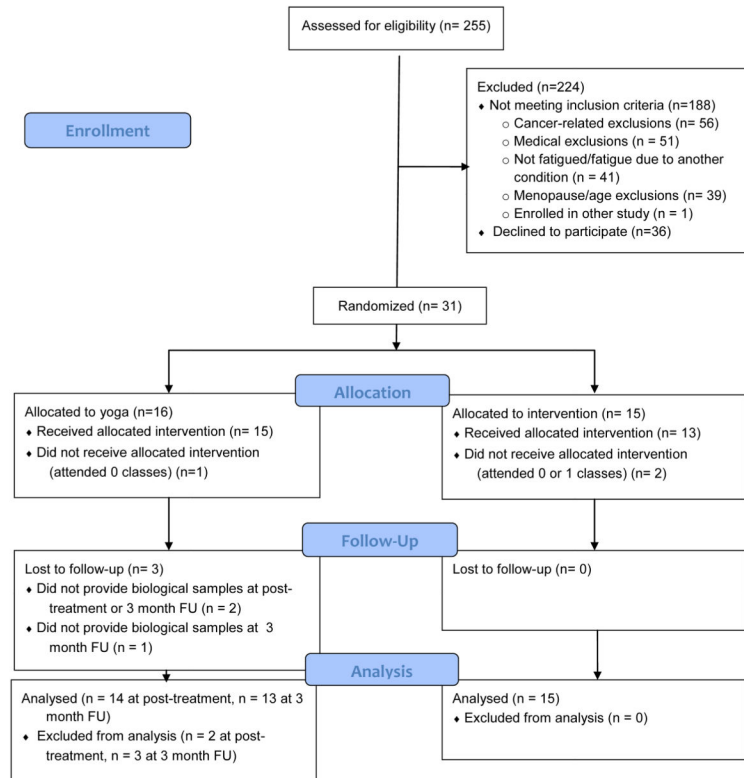 Assessed for eligibility (n= 255)
Enrollment
Excluded (n=224)
♦ Not meeting inclusion criteria (n=188)
○ Cancer-related exclusions (n= 56)
○ Medical exclusions (n = 51)
○ Not fatigued/fatigue due to another
condition (n = 41)
○ Menopause/age exclusions (n= 39)
○ Enrolled in other study (n = 1)
♦ Declined to participate (n=36)
Randomized (n= 31)
Allocation
Allocated to yoga (n=16)
♦ Received allocated intervention (n= 15)
♦ Did not receive allocated intervention
(attended 0 classes) (n=1)
Allocated to intervention (n= 15)
♦ Received allocated intervention (n= 13)
♦ Did not receive allocated intervention
(attended 0 or 1 classes) (n= 2)
Follow-Up
Lost to follow-up (n= 3)
♦ Did not provide biological samples at post-
treatment or 3 month FU (n = 2)
♦ Did not provide biological samples at 3
month FU (n = 1)
Lost to follow-up (n= 0)
Analysis
Analysed (n = 14 at post-treatment, n = 13 at 3
month FU)
♦ Excluded from analysis (n = 2 at post-
treatment, n = 3 at 3 month FU)
Analysed (n = 15)
♦ Excluded from analysis (n = 0)